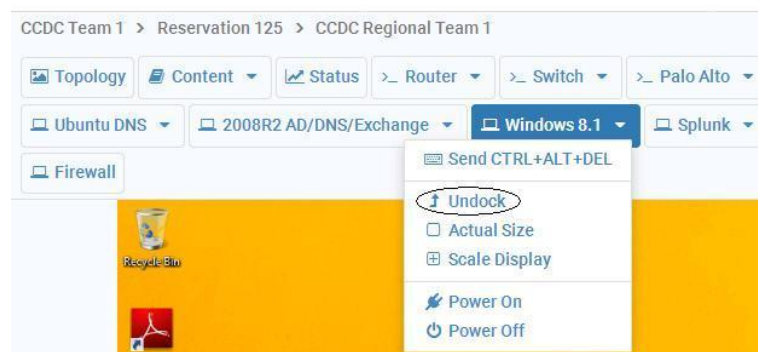 CCDC Team 1 > Reservation 125 > CCDC Regional Team 1
Topology Content Status >_ Router >_ Switch >_ Palo Alto
Ubuntu DNS 2008R2 AD/DNS/Exchange Windows 8.1 Splunk
Firewall
Send CTRL+ALT+DEL
Undock
Actual Size
Scale Display
Power On
Power Off
Recycle Bin